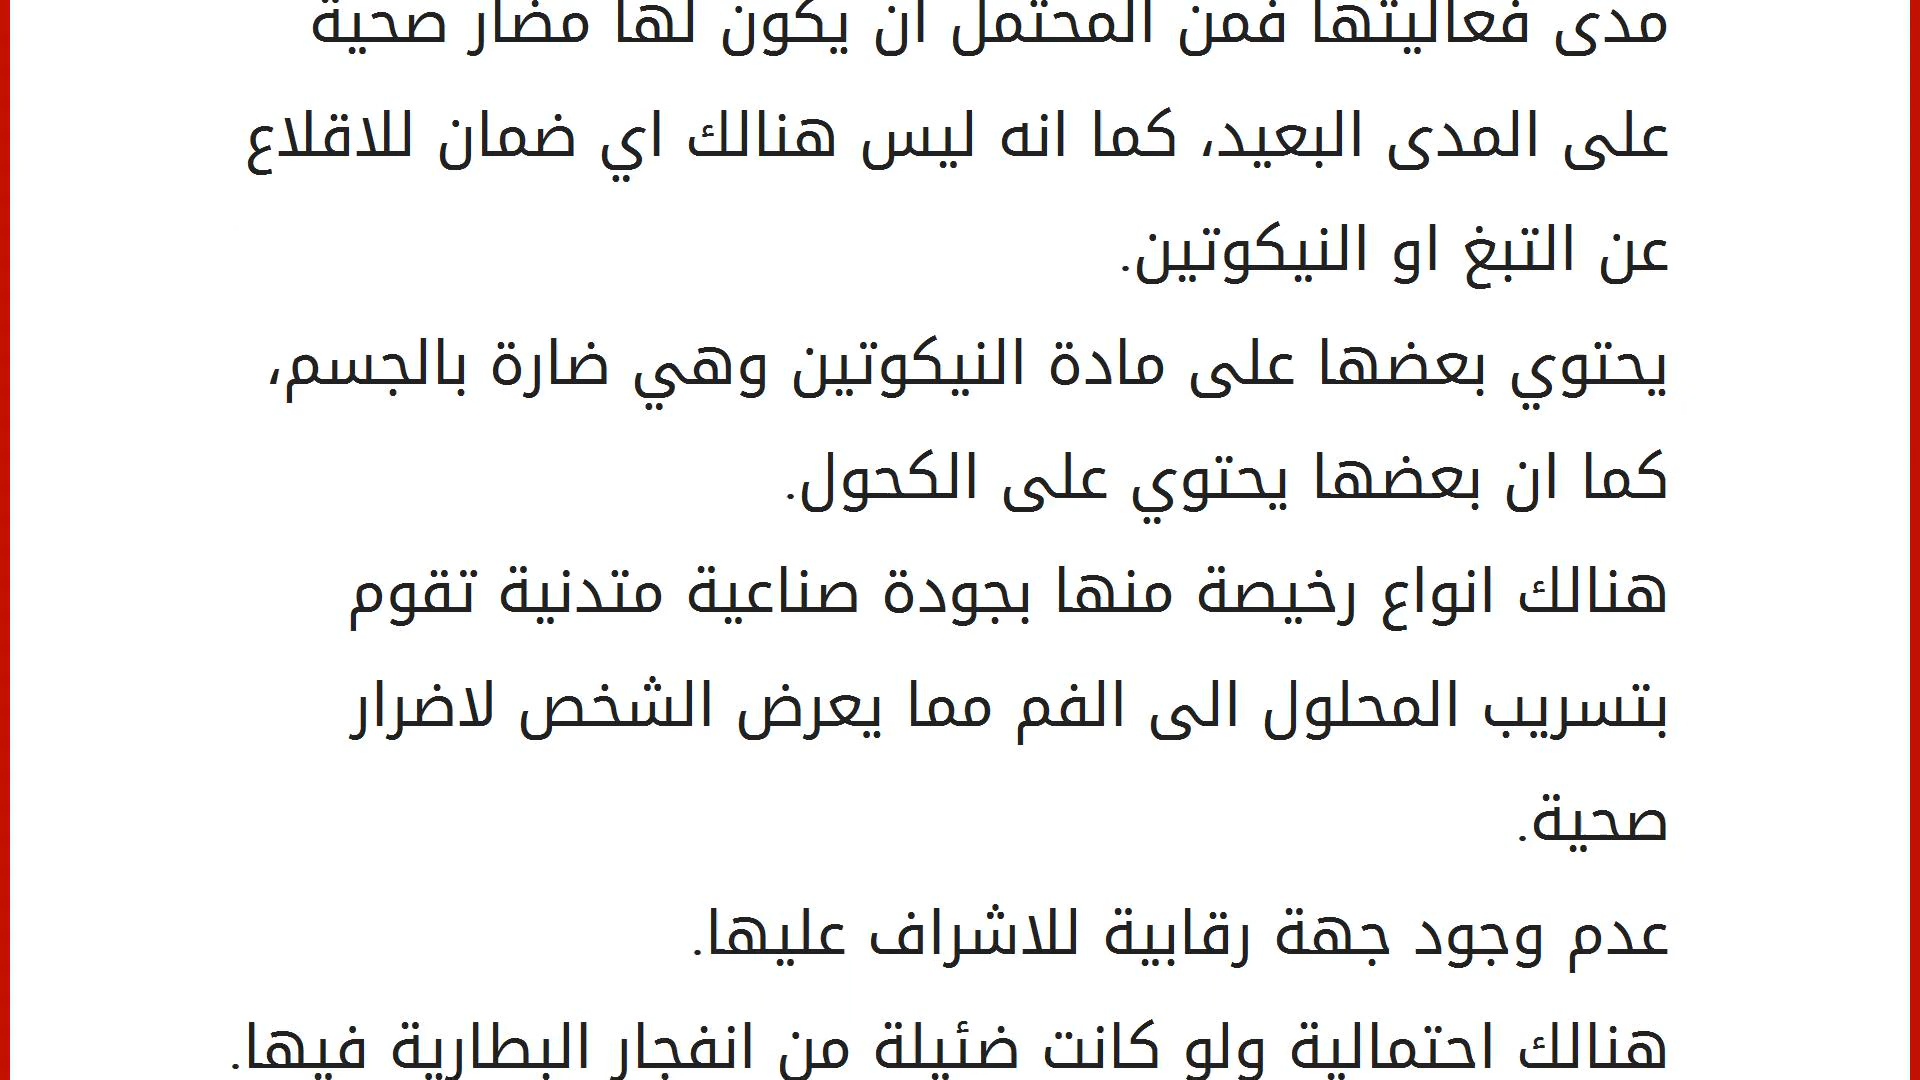 مدى فعاليتها فمن المحتمل ان يكون لها مضار صحية
على المدى البعيد، كما انه ليس هنالك اي ضمان للاقلاع
عن التبغ او النيكوتين.
يحتوي بعضها على مادة النيكوتين وهي ضارة بالجسم،
كما ان بعضها يحتوي على الكحول.
هنالك انواع رخيصة منها بجودة صناعية متدنية تقوم
بتسريب المحلول الى الفم مما يعرض الشخص لاضرار
صحية.
عدم وجود جهة رقابية للاشراف عليها.
هنالك احتمالية ولو كانت ضئيلة من انفجار البطارية فيها.